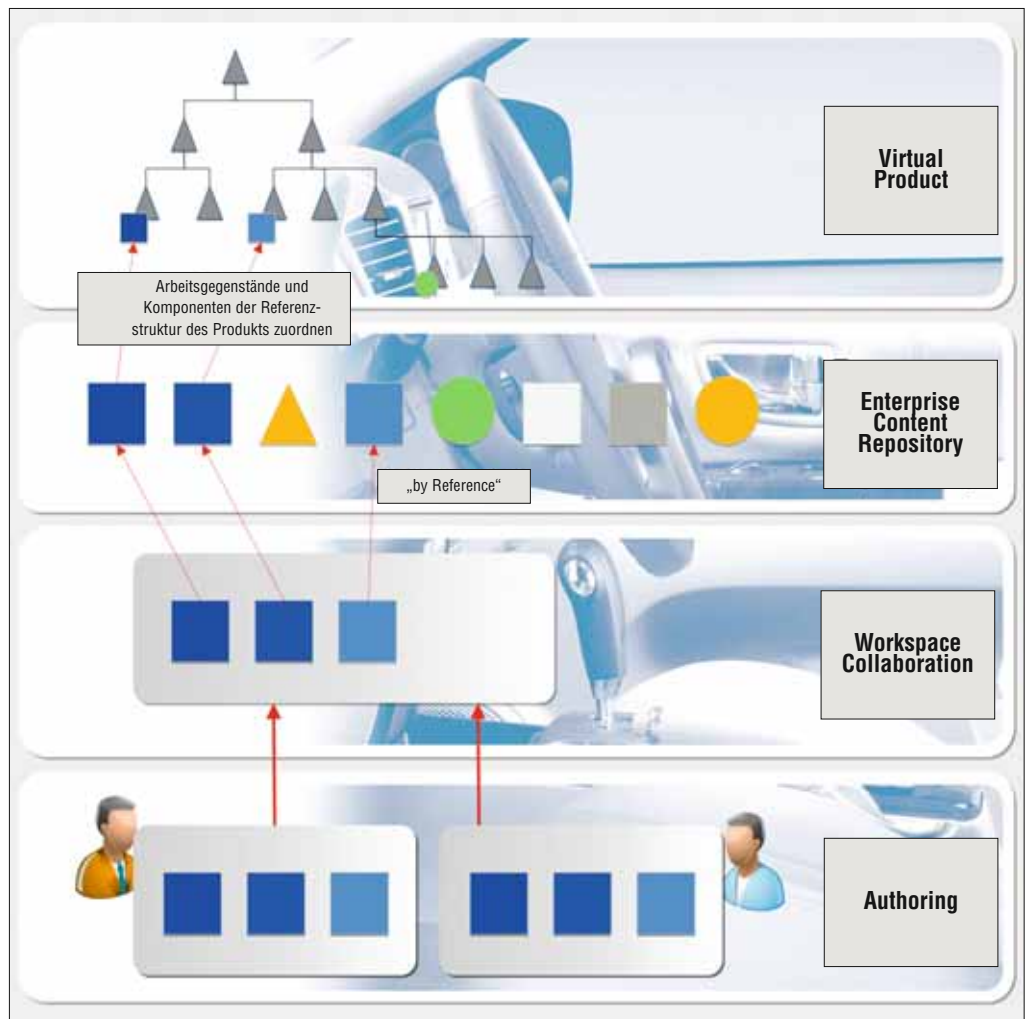 Virtual
Product
Arbeitsgegenstände und
Komponenten der Referenz-
struktur des Produkts zuordnen
Enterprise
Content
Repository
„by Reference“
Workspace
Collaboration
Authoring